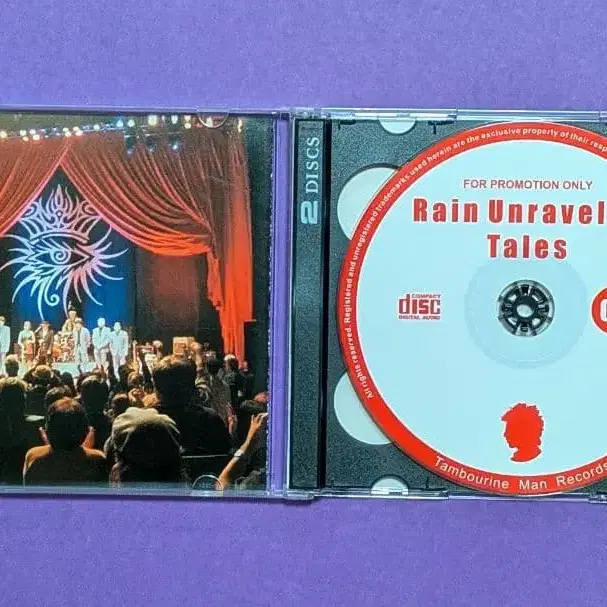 2 DISCS
All rights reserved. Registered and unregistered trademarks used herein are the exclusive property of their
FOR PROMOTION ONLY
Rain Unravel
Tales
COMPACT
disc
DIGITAL AUDIO
Tambourine Man Records